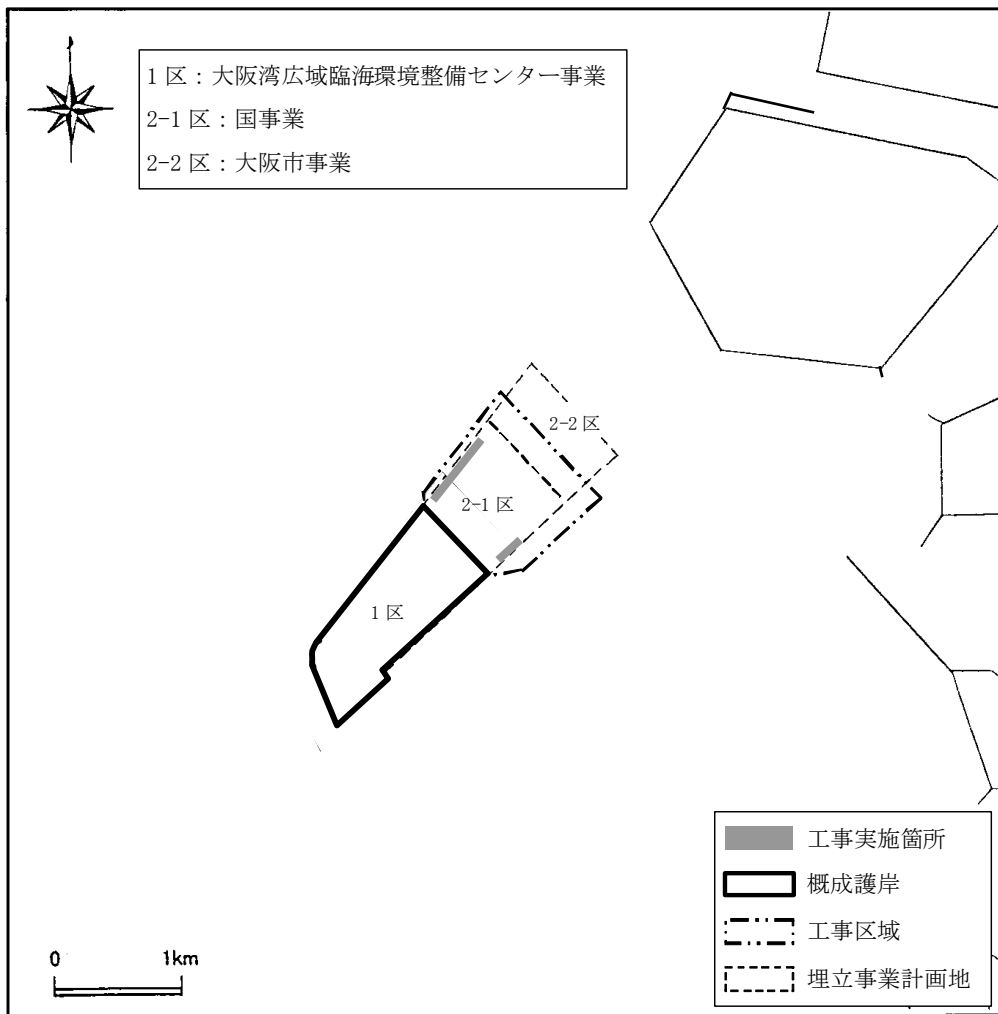 1 区：大阪湾広域臨海環境整備センター事業
2-1 区：国事業
2-2 区：大阪市事業
2-2 区
2-1 区
1 区
工事実施箇所
概成護岸
工事区域
埋立事業計画地
0 1km